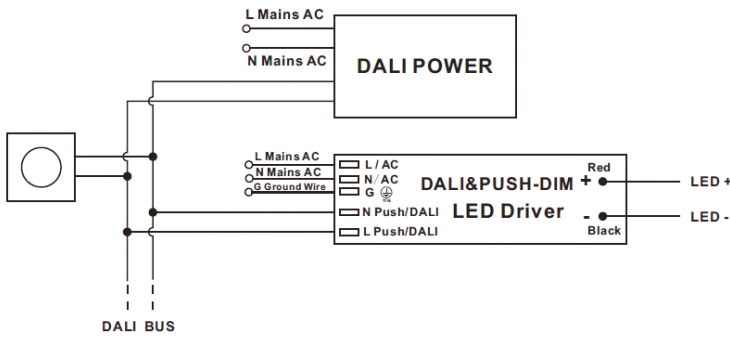 L Mains AC
N Mains AC
DALI POWER
L Mains AC
N Mains AC
G Ground Wire
L / AC
N/AC
G
N Push/DALI
L Push/DALI
DALI&PUSH-DIM
LED Driver
Red
+
-
Black
LED +
LED -
DALI BUS